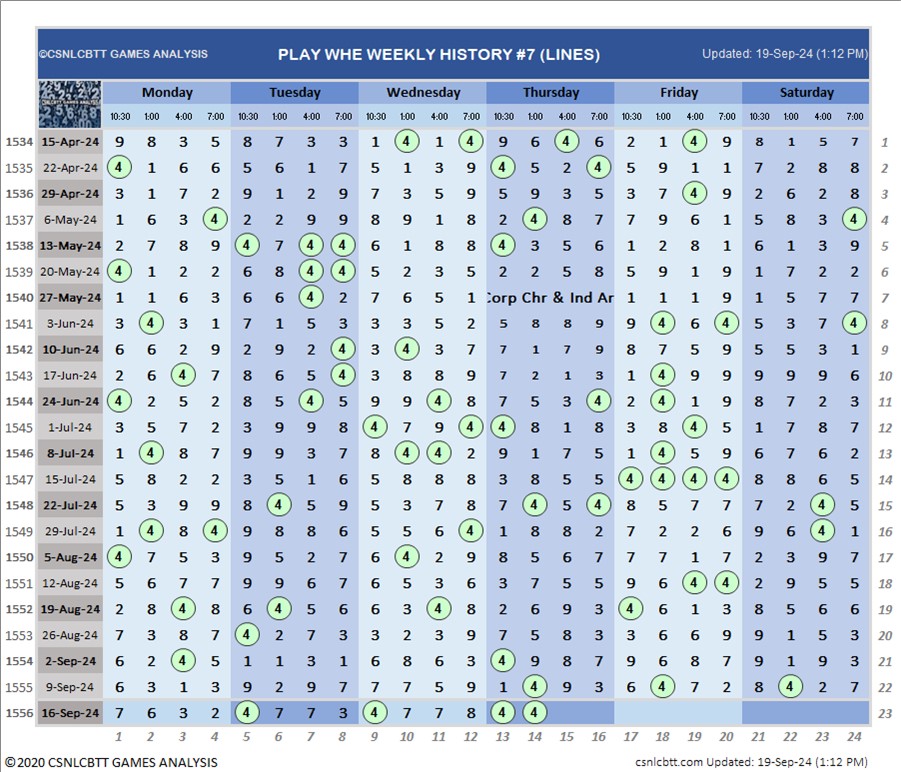 ©CSNLCBTT GAMES ANALYSIS PLAY WHE WEEKLY HISTORY #7 (LINES) Updated: 19-Sep-24 (1:12 PM)
CSNLCBTT GAMES ANALYSIS Monday Tuesday Wednesday Thursday Friday Saturday
10:30 1:00 4:00 7:00 10:30 1:00 4:00 7:00 10:30 1:00 4:00 7:00 10:30 1:00 4:00 7:00 10:30 1:00 4:00 7:00 10:30 1:00 4:00 7:00
1534 15-Apr-24 9 8 3 5 8 7 3 3 1 4 1 4 9 6 4 6 2 1 4 9 8 1 5 7 1
1535 22-Apr-24 4 1 6 6 5 6 1 7 5 1 3 9 4 5 2 4 5 9 1 1 7 2 8 8 2
1536 29-Apr-24 3 1 7 2 9 1 2 9 7 3 5 9 5 9 3 5 3 7 4 9 2 6 2 8 3
1537 6-May-24 1 6 3 4 2 2 9 9 8 9 1 8 2 4 8 7 7 9 6 1 5 8 3 4 4
1538 13-May-24 2 7 8 9 4 7 4 4 6 1 8 8 4 3 5 6 1 2 8 1 6 1 3 9 5
1539 20-May-24 4 1 2 2 6 8 4 4 5 2 3 5 2 2 5 8 5 9 1 9 1 7 2 2 6
1540 27-May-24 1 1 6 3 6 6 4 2 7 6 5 1 Corp Chr & Ind Ar 1 1 1 9 1 5 7 7 7
1541 3-Jun-24 3 4 3 1 7 1 5 3 3 3 5 2 5 8 8 9 9 4 6 4 5 3 7 4 8
1542 10-Jun-24 6 6 2 9 2 9 2 4 3 4 3 7 7 1 7 9 8 7 5 9 5 5 3 1 9
1543 17-Jun-24 2 6 4 7 8 6 5 4 3 8 8 9 7 2 1 3 1 4 9 9 9 9 9 6 10
1544 24-Jun-24 4 2 5 2 8 5 4 5 9 9 4 8 7 5 3 4 2 4 1 9 8 7 2 3 11
1545 1-Jul-24 3 5 7 2 3 9 9 8 4 7 9 4 4 8 1 8 3 8 4 5 1 7 8 7 12
1546 8-Jul-24 1 4 8 7 9 9 3 7 8 4 4 2 9 1 7 5 1 4 5 9 6 7 6 2 13
1547 15-Jul-24 5 8 2 2 3 5 1 6 5 8 8 8 3 8 5 5 4 4 4 4 8 8 6 5 14
1548 22-Jul-24 5 3 9 9 8 4 5 9 5 3 7 8 7 4 5 4 8 5 7 7 7 2 4 5 15
1549 29-Jul-24 1 4 8 4 9 8 8 6 5 5 6 4 1 8 8 2 7 2 2 6 9 6 4 1 16
1550 5-Aug-24 4 7 5 3 9 5 2 7 6 4 2 9 8 5 6 7 7 7 1 7 2 3 9 7 17
1551 12-Aug-24 5 6 7 7 9 9 6 7 6 5 3 6 3 7 5 5 9 6 4 4 2 9 5 5 18
1552 19-Aug-24 2 8 4 8 6 4 5 6 6 3 4 8 2 6 9 3 4 6 1 3 8 5 6 6 19
1553 26-Aug-24 7 3 8 7 4 2 7 3 3 2 3 9 7 5 8 3 3 6 6 9 9 1 5 3 20
1554 2-Sep-24 6 2 4 5 1 1 3 1 6 8 6 3 4 9 8 7 9 6 8 7 9 1 9 3 21
1555 9-Sep-24 6 3 1 3 9 2 9 7 7 7 5 9 1 4 9 3 6 4 7 2 8 4 2 7 22
1556 16-Sep-24 7 6 3 2 4 7 7 3 4 7 7 8 4 4 23
1 2 3 4 5 6 7 8 9 10 11 12 13 14 15 16 17 18 19 20 21 22 23 24
©2020 CSNLCBTT GAMES ANALYSIS csnlcbtt.com Updated: 19-Sep-24 (1:12 PM)